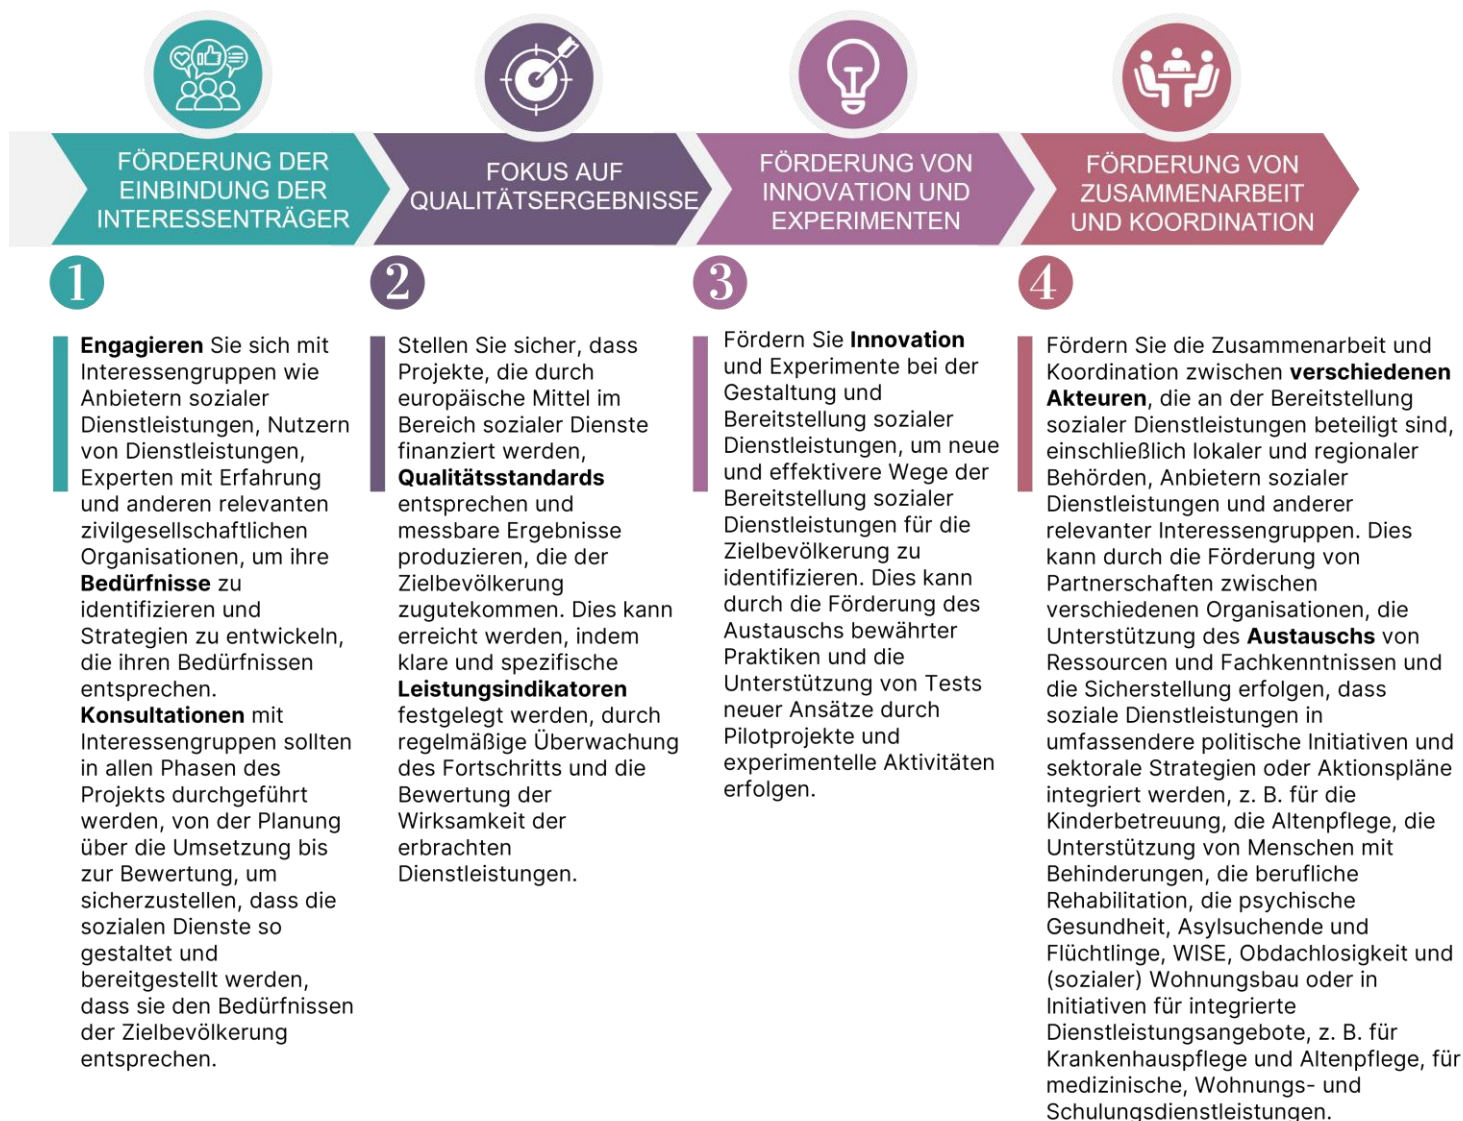 FÖRDERUNG DER
EINBINDUNG DER
INTERESSENTRÄGER
FOKUS AUF
QUALITÄTSERGEBNISSE
FÖRDERUNG VON
INNOVATION UND
EXPERIMENTEN
FÖRDERUNG VON
ZUSAMMENARBEIT
UND KOORDINATION
1
Engagieren Sie sich mit
Interessengruppen wie
Anbietern sozialer
Dienstleistungen, Nutzern
von Dienstleistungen,
Experten mit Erfahrung
und anderen relevanten
zivilgesellschaftlichen
Organisationen, um ihre
Bedürfnisse zu
identifizieren und
Strategien zu entwickeln,
die ihren Bedürfnissen
entsprechen.
Konsultationen mit
Interessengruppen sollten
in allen Phasen des
Projekts durchgeführt
werden, von der Planung
über die Umsetzung bis
zur Bewertung, um
sicherzustellen, dass die
sozialen Dienste so
gestaltet und
bereitgestellt werden,
dass sie den Bedürfnissen
der Zielbevölkerung
entsprechen.
2
Stellen Sie sicher, dass
Projekte, die durch
europäische Mittel im
Bereich sozialer Dienste
finanziert werden,
Qualitätsstandards
entsprechen und
messbare Ergebnisse
produzieren, die der
Zielbevölkerung
zugutekommen. Dies kann
erreicht werden, indem
klare und spezifische
Leistungsindikatoren
festgelegt werden, durch
regelmäßige Überwachung
des Fortschritts und die
Bewertung der
Wirksamkeit der
erbrachten
Dienstleistungen.
3
Fördern Sie Innovation
und Experimente bei der
Gestaltung und
Bereitstellung sozialer
Dienstleistungen, um neue
und effektivere Wege der
Bereitstellung sozialer
Dienstleistungen für die
Zielbevölkerung zu
identifizieren. Dies kann
durch die Förderung des
Austauschs bewährter
Praktiken und die
Unterstützung von Tests
neuer Ansätze durch
Pilotprojekte und
experimentelle Aktivitäten
erfolgen.
4
Fördern Sie die Zusammenarbeit und
Koordination zwischen verschiedenen
Akteuren, die an der Bereitstellung
sozialer Dienstleistungen beteiligt sind,
einschließlich lokaler und regionaler
Behörden, Anbietern sozialer
Dienstleistungen und anderer
relevanter Interessengruppen. Dies
kann durch die Förderung von
Partnerschaften zwischen
verschiedenen Organisationen, die
Unterstützung des Austauschs von
Ressourcen und Fachkenntnissen und
die Sicherstellung erfolgen, dass
soziale Dienstleistungen in
umfassendere politische Initiativen und
sektorale Strategien oder Aktionspläne
integriert werden, z. B. für die
Kinderbetreuung, die Altenpflege, die
Unterstützung von Menschen mit
Behinderungen, die berufliche
Rehabilitation, die psychische
Gesundheit, Asylsuchende und
Flüchtlinge, WISE, Obdachlosigkeit und
(sozialer) Wohnungsbau oder in
Initiativen für integrierte
Dienstleistungsangebote, z. B. für
Krankenhauspflege und Altenpflege, für
medizinische, Wohnungs- und
Schulungsdienstleistungen.